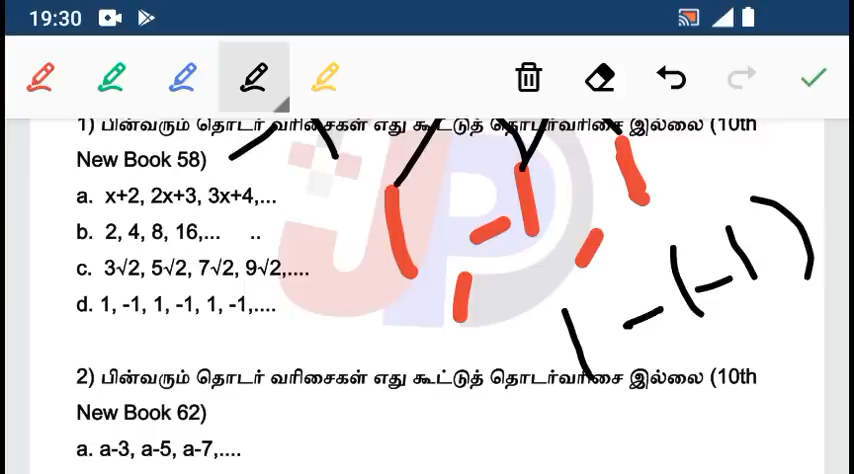 19:30
1) பின்வரும் தொடர் வரிசைகள் எது கூட்டுத் தொடர்வரிசை இல்லை (10th
New Book 58)
a. x+2, 2x+3, 3x+4,...
b. 2, 4, 8, 16,... ..
c. 3√2, 5√2, 7√2, 9√2,....
d. 1, -1, 1, -1, 1, -1,....
1-(-1)
2) பின்வரும் தொடர் வரிசைகள் எது கூட்டுத் தொடர்வரிசை இல்லை (10th
New Book 62)
a. a-3, a-5, a-7,....